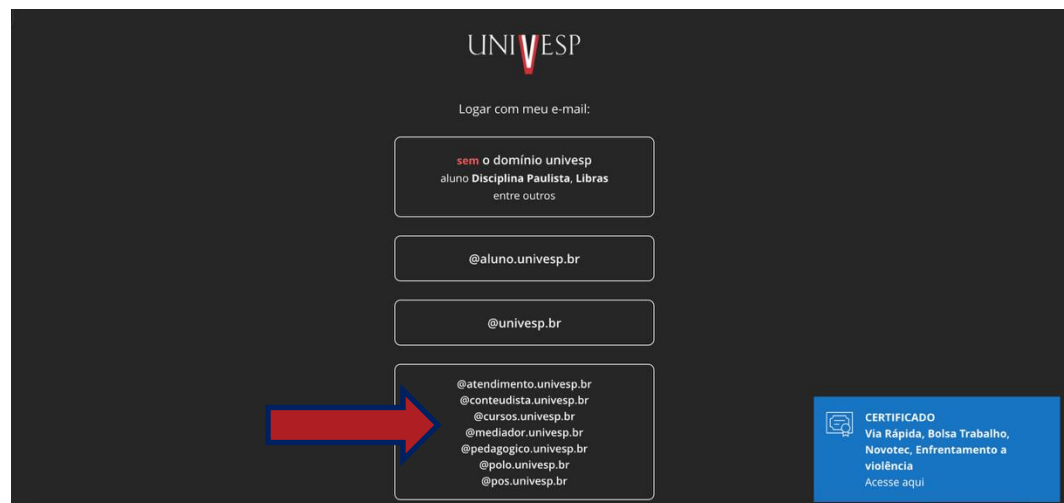 UNIVESP
Logar com meu e-mail:
sem o domínio univesp
aluno Disciplina Paulista, Libras
entre outros
@aluno.univesp.br
@univesp.br
@atendimento.univesp.br
@conteudista.univesp.br
@cursos.univesp.br
@mediador.univesp.br
@pedagogico.univesp.br
@polo.univesp.br
@pos.univesp.br
CERTIFICADO
Via Rápida, Bolsa Trabalho,
Novotec, Enfrentamento a
violência
Acesse aqui